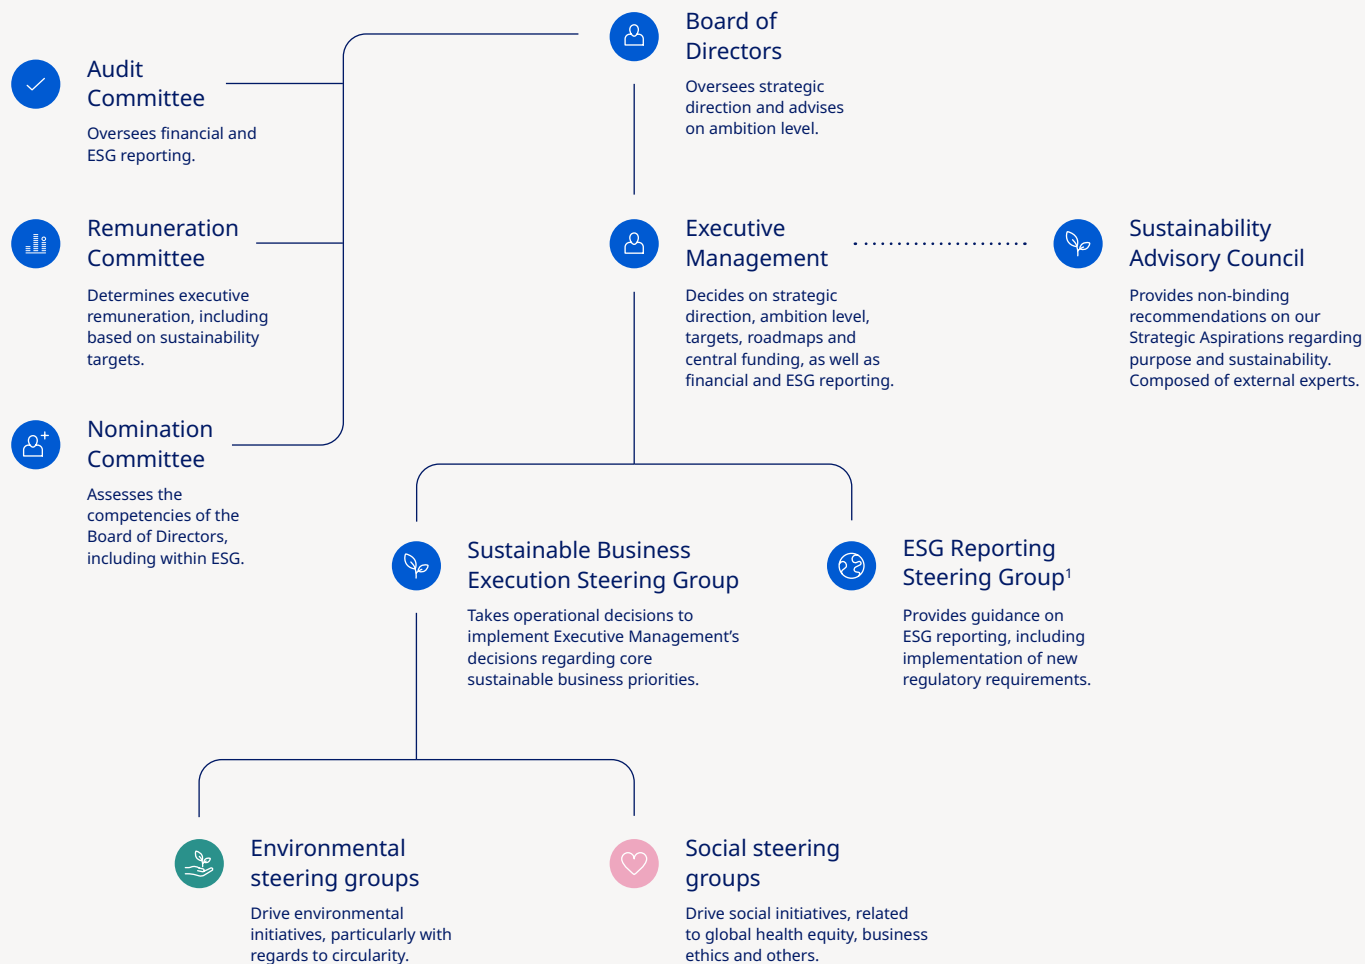 Board of
Directors
Oversees strategic
direction and advises
on ambition level.
Audit
Committee
Oversees financial and
ESG reporting.
Remuneration
Committee
Determines executive
remuneration, including
based on sustainability
targets.
Nomination
Committee
Assesses the
competencies of the
Board of Directors,
including within ESG.
Executive
Management
Decides on strategic
direction, ambition level,
targets, roadmaps and
central funding, as well as
financial and ESG reporting.
Sustainability
Advisory Council
Provides non-binding
recommendations on our
Strategic Aspirations regarding
purpose and sustainability.
Composed of external experts.
Sustainable Business
Execution Steering Group
Takes operational decisions to
implement Executive Management’s
decisions regarding core
sustainable business priorities.
ESG Reporting
Steering Group¹
Provides guidance on
ESG reporting, including
implementation of new
regulatory requirements.
Environmental
steering groups
Drive environmental
initiatives, particularly with
regards to circularity.
Social steering
groups
Drive social initiatives, related
to global health equity, business
ethics and others.